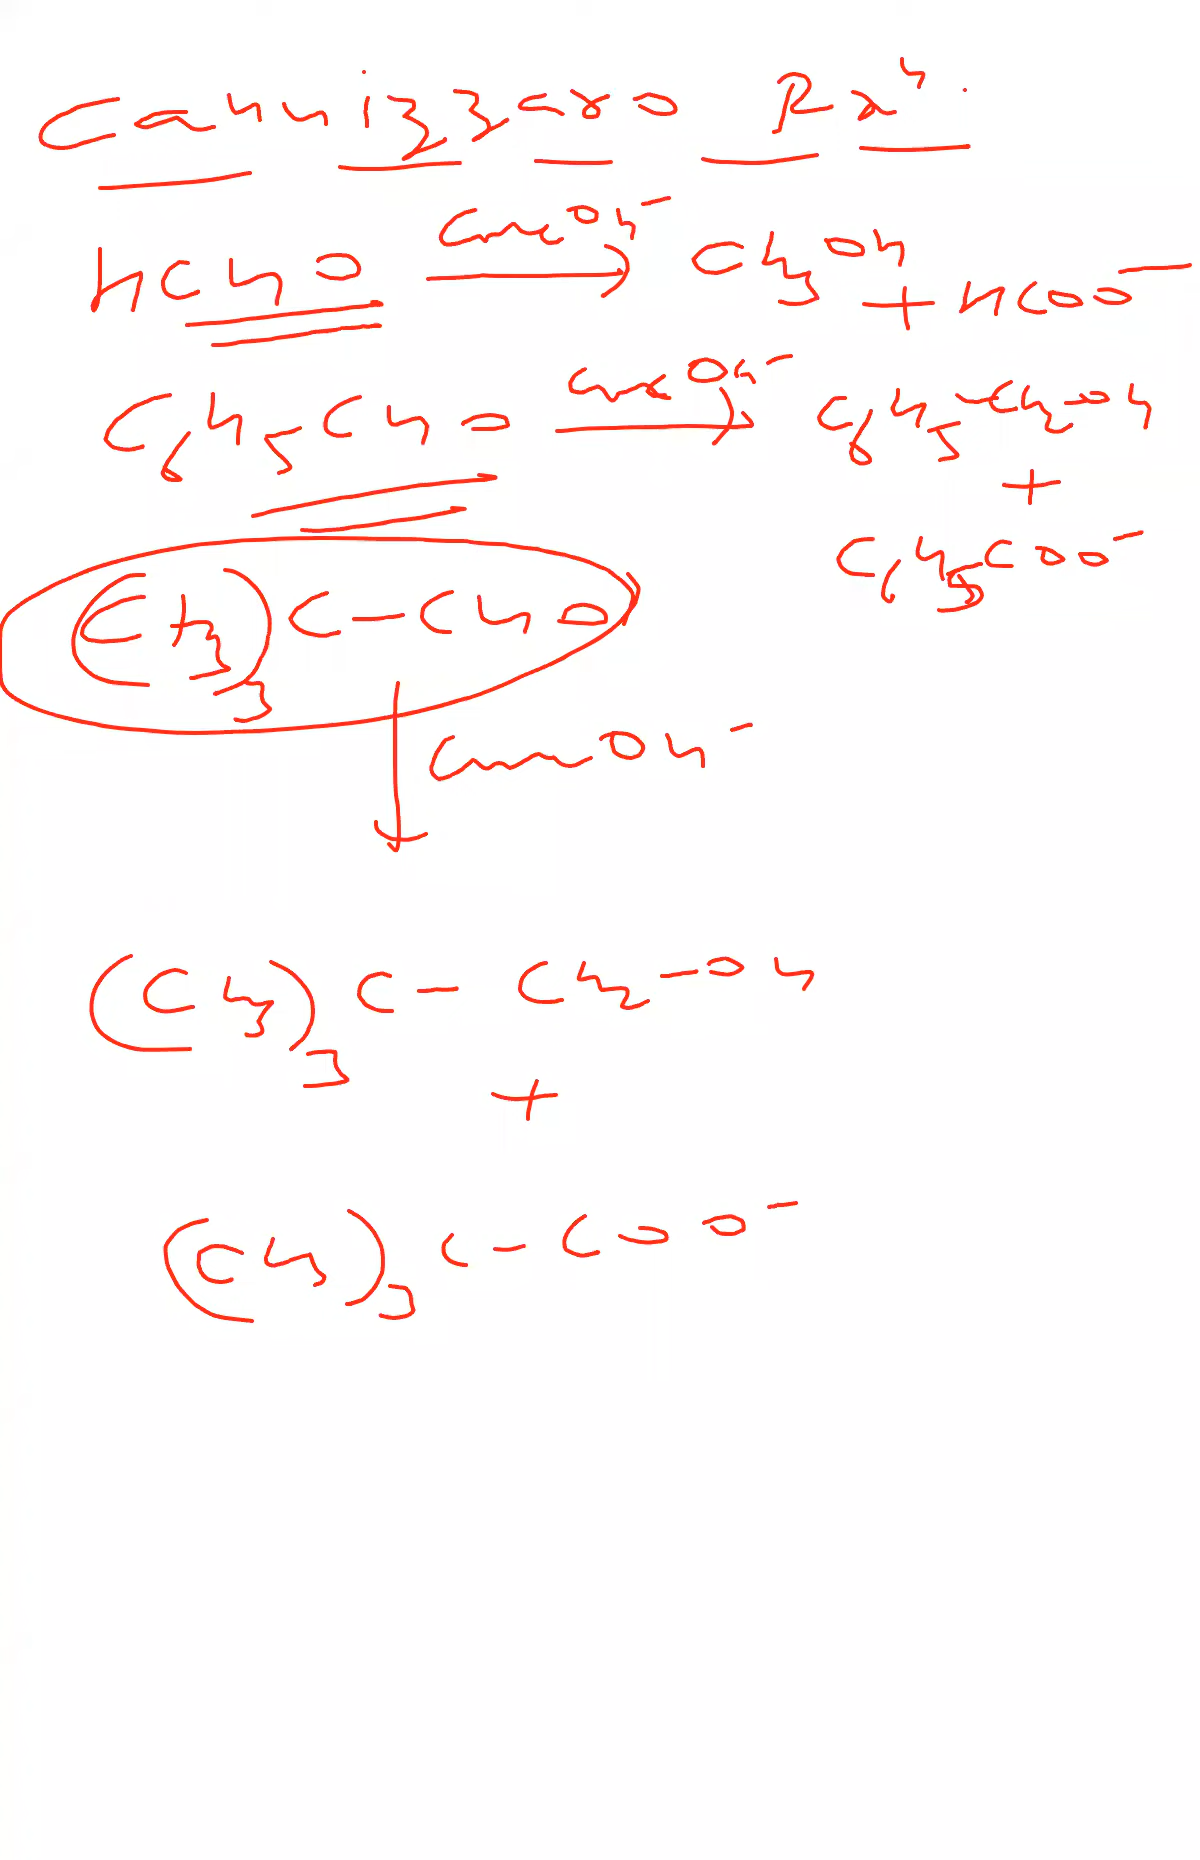 Cannizzaro Rxⁿ.
HCHO —conc OH⁻→ CH₃OH + HCOO⁻
C₆H₅CHO —conc OH⁻→ C₆H₅-CH₂-OH
+
C₆H₅COO⁻
(CH₃)₃C-CHO
↓ conc OH⁻
(CH₃)₃C-CH₂-OH
+
(CH₃)₃C-COO⁻